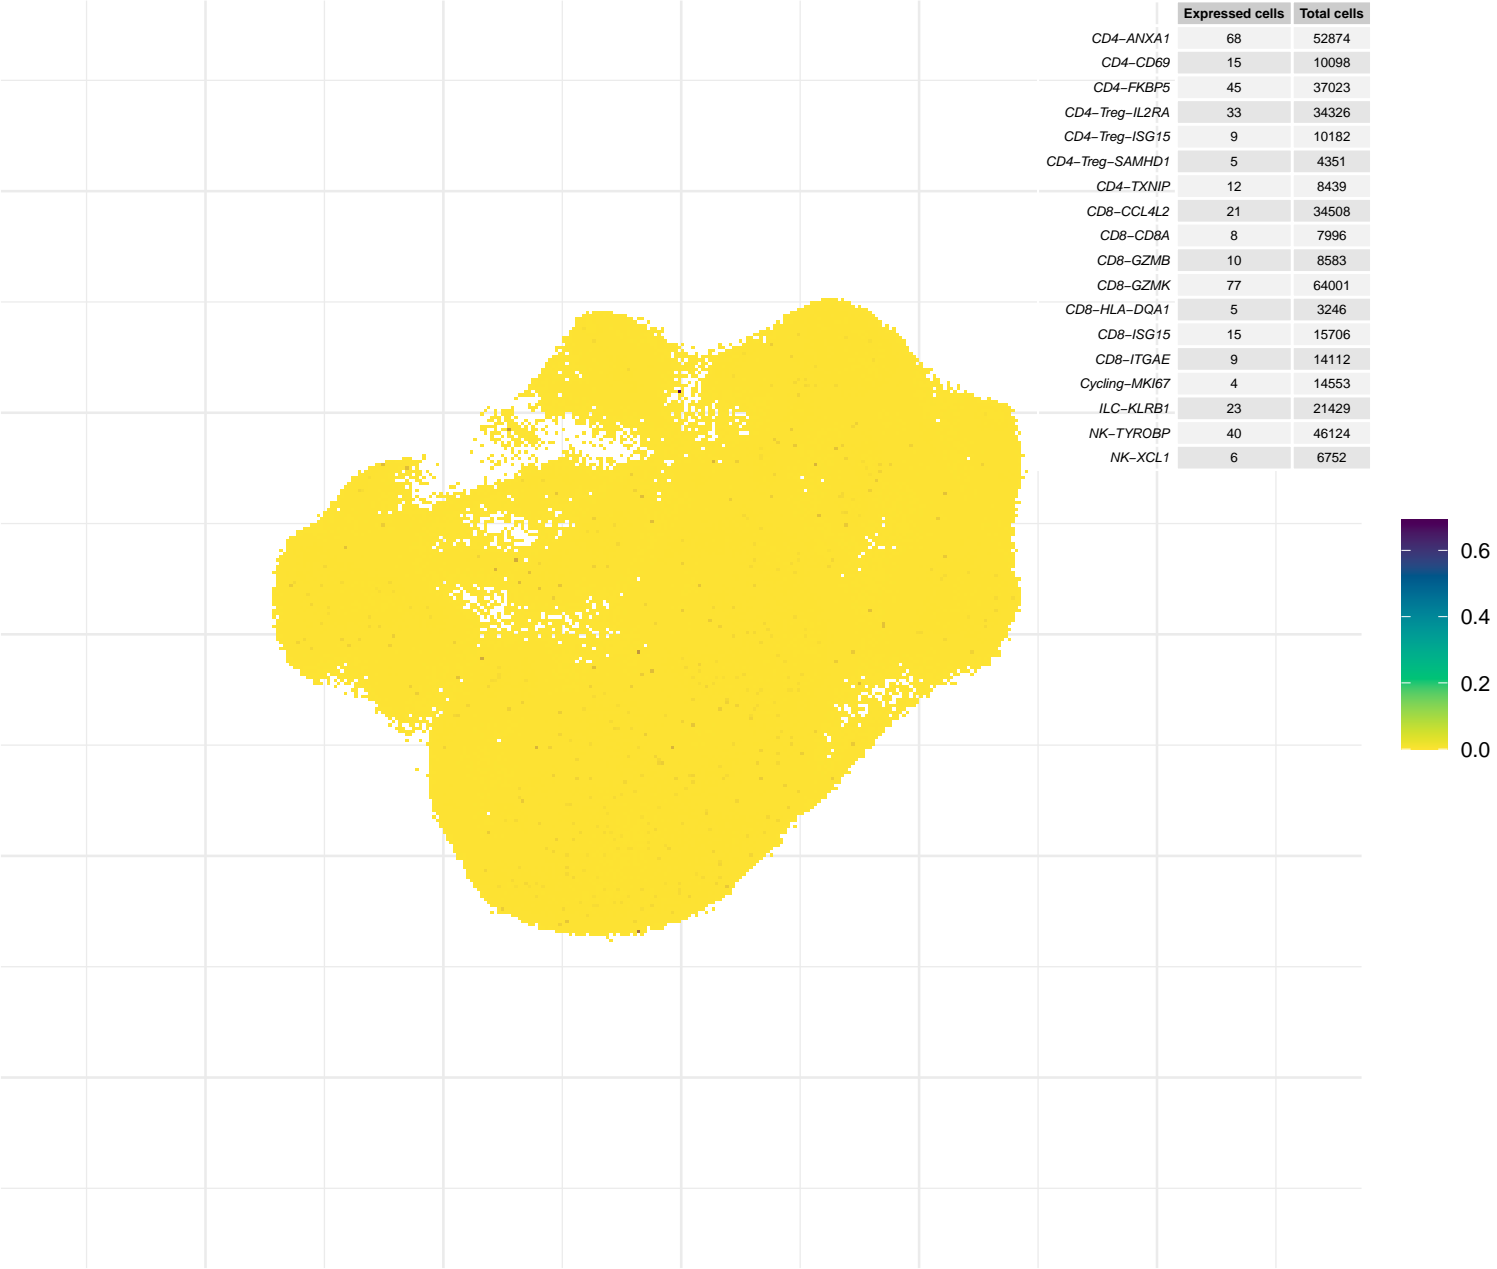 Expressed cells Total cells
CD4−ANXA1 68 52874
CD4−CD69 15 10098
CD4−FKBP5 45 37023
CD4−Treg−IL2RA 33 34326
CD4−Treg−ISG15 9 10182
CD4−Treg−SAMHD1 5 4351
CD4−TXNIP 12 8439
CD8−CCL4L2 21 34508
CD8−CD8A 8 7996
CD8−GZMB 10 8583
CD8−GZMK 77 64001
CD8−HLA−DQA1 5 3246
CD8−ISG15 15 15706
CD8−ITGAE 9 14112
Cycling−MKI67 4 14553
ILC−KLRB1 23 21429
NK−TYROBP 40 46124
NK−XCL1 6 6752
0.6
0.4
0.2
0.0